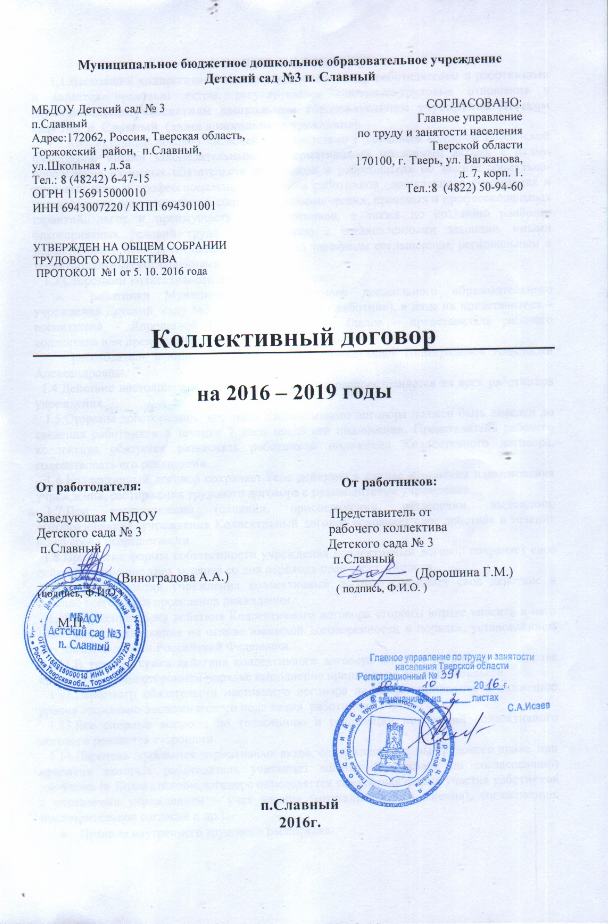 Муниципальное бюджетное дошкольное образовательное учреждение
Детский сад №3 п. Славный
МБДОУ Детский сад № 3
п.Славный
Адрес:172062, Россия, Тверская область,
Торжокский район, п.Славный,
ул.Школьная , д.5а
Тел.: 8 (48242) 6-47-15
ОГРН 1156915000010
ИНН 6943007220 / КПП 694301001
СОГЛАСОВАНО:
Главное управление
по труду и занятости населения
Тверской области
170100, г. Тверь, ул. Вагжанова,
д. 7, корп. 1.
Тел.:8 (4822) 50-94-60
УТВЕРЖДЕН НА ОБЩЕМ СОБРАНИИ
ТРУДОВОГО КОЛЛЕКТИВА
ПРОТОКОЛ №1 от 5. 10. 2016 года
Коллективный договор
на 2016 – 2019 годы
От работодателя:
Заведующая МБДОУ
Детского сада № 3
п.Славный
(Виноградова А.А.)
(подпись, Ф.И.О.)
М.П.
МБДОУ
Детский сад №3
п. Славный
От работников:
Представитель от
рабочего коллектива
Детского сада № 3
п.Славный
(Дорошина Г.М.)
( подпись, Ф.И.О. )
Главное управление по труду и занятости
населения Тверской области
Регистрационный № 391
10 2016 г.
листах
С.А.Исаев
п.Славный
2016г.